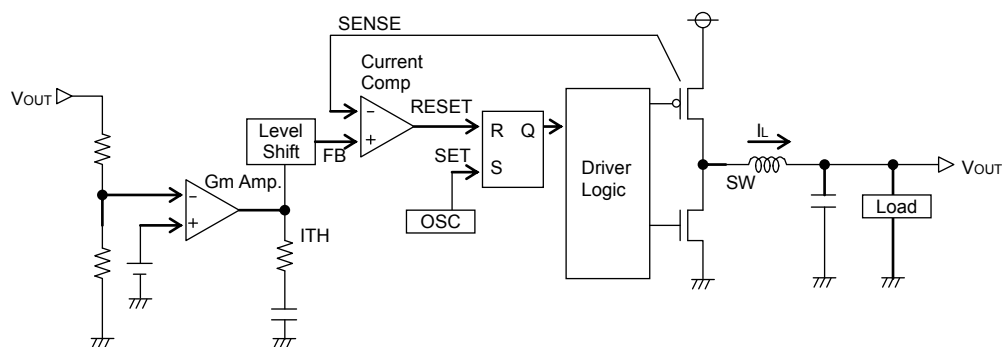 SENSE
Current
Comp
VOUT
RESET
Level
Shift
FB
R Q
SET
S
IL
VOUT
SW
Gm Amp.
Driver
Logic
Load
OSC
ITH
- +
- +